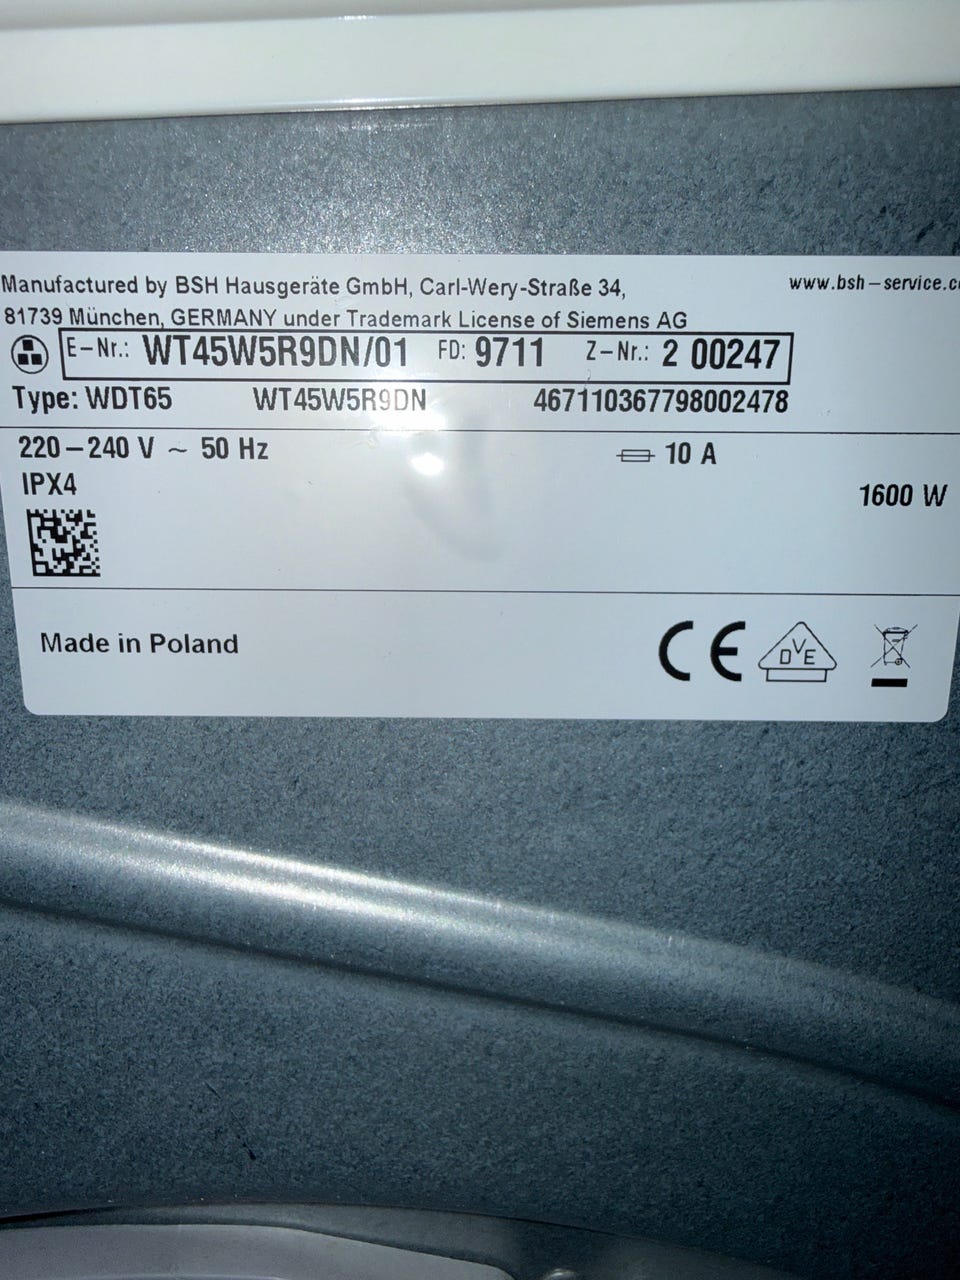 Manufactured by BSH Hausgeräte GmbH, Carl-Wery-Straße 34, www.bsh-service.c
81739 München, GERMANY under Trademark License of Siemens AG
E-Nr.: WT45W5R9DN/01 FD: 9711 Z-Nr.: 2 00247
Type: WDT65 WT45W5R9DN 467110367798002478
220-240 V ~ 50 Hz 10 A
IPX4 1600 W
Made in Poland CE DVE